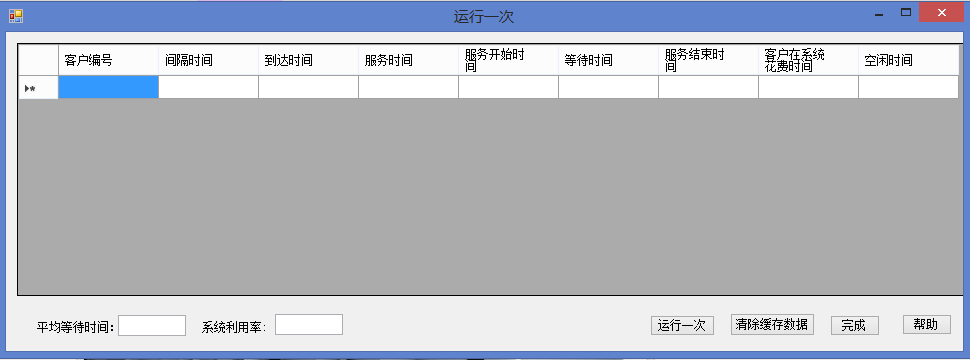 运行一次
客户编号 间隔时间 到达时间 服务时间 服务开始时间 等待时间 服务结束时间 客户在系统花费时间 空闲时间
平均等待时间: 系统利用率: 运行一次 清除缓存数据 完成 帮助